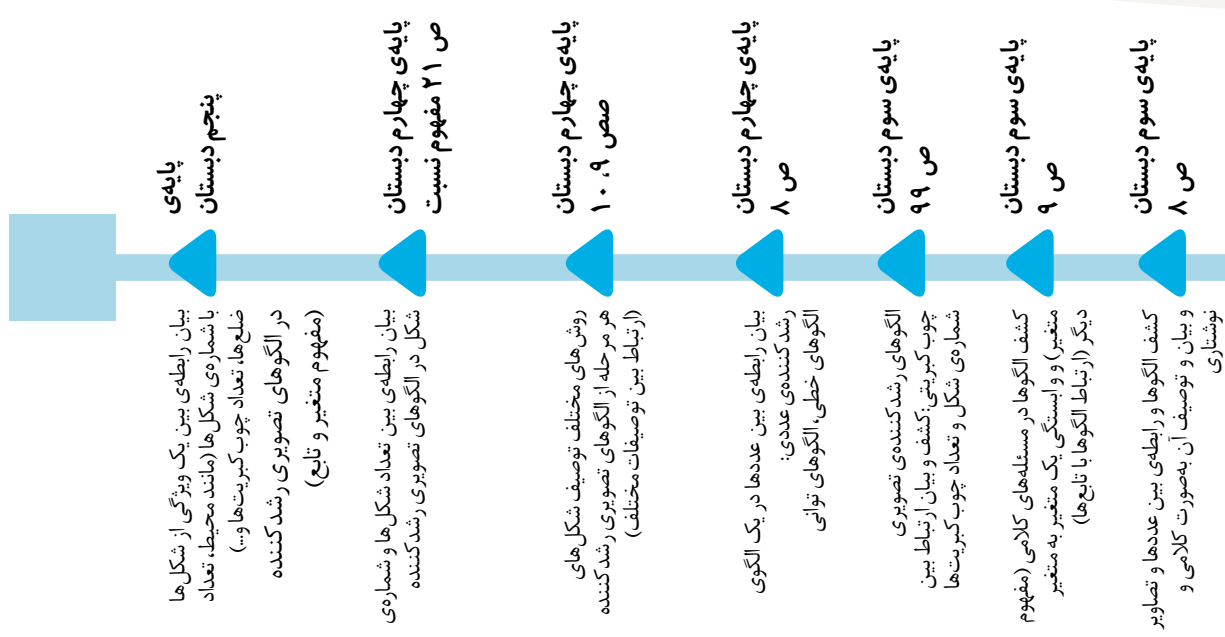 پایه‌ی
پنجم دبستان
بیان رابطه‌ی بین یک ویژگی از شکل‌ها
با شماره‌ی شکل‌ها (مانند محیط، تعداد
ضلع‌ها، تعداد چوب‌کبریت‌ها و...)
در الگوهای تصویری رشد کننده
(مفهوم متغیر و تابع)
پایه‌ی چهارم دبستان
ص ۲۱ مفهوم نسبت
بیان رابطه‌ی بین تعداد شکل‌ها و شماره‌ی
شکل در الگوهای تصویری رشدکننده
پایه‌ی چهارم دبستان
صص ۹، ۱۰
روش‌های مختلف توصیف شکل‌های
هر مرحله از الگوهای تصویری رشدکننده
(ارتباط بین توصیفات مختلف)
پایه‌ی چهارم دبستان
ص ۸
بیان رابطه‌ی بین عددها در یک الگوی
رشدکننده‌ی عددی:
الگوهای خطی، الگوهای توانی
پایه‌ی سوم دبستان
ص ۹۹
الگوهای رشدکننده‌ی تصویری
چوب‌کبریتی: کشف و بیان ارتباط بین
شماره‌ی شکل و تعداد چوب‌کبریت‌ها
پایه‌ی سوم دبستان
ص ۹
کشف الگوها در مسئله‌های کلامی (مفهوم
متغیر) و وابستگی یک متغیر به متغیر
دیگر (ارتباط الگوها با تابع‌ها)
پایه‌ی سوم دبستان
ص ۸
کشف الگوها و رابطه‌ی بین عددها و تصاویر
و بیان و توصیف آن به‌صورت کلامی و
نوشتاری